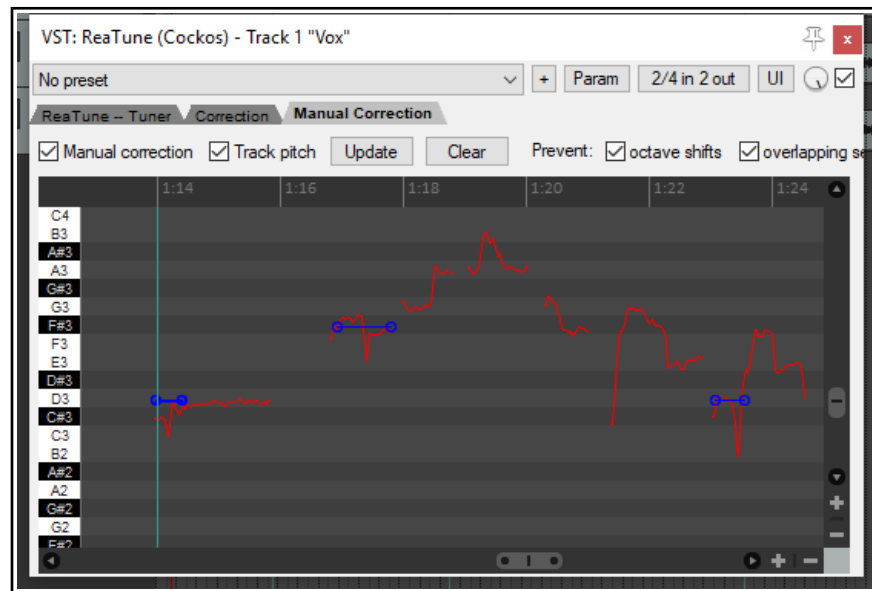 VST: ReaTune (Cockos) - Track 1 "Vox"
No preset + Param 2/4 in 2 out UI
ReaTune -- Tuner Correction Manual Correction
Manual correction Track pitch Update Clear Prevent: octave shifts overlapping se
1:14 1:16 1:18 1:20 1:22 1:24
C4
B3
A#3
A3
G#3
G3
F#3
F3
E3
D#3
D3
C#3
C3
B2
A#2
A2
G#2
G2
F#2